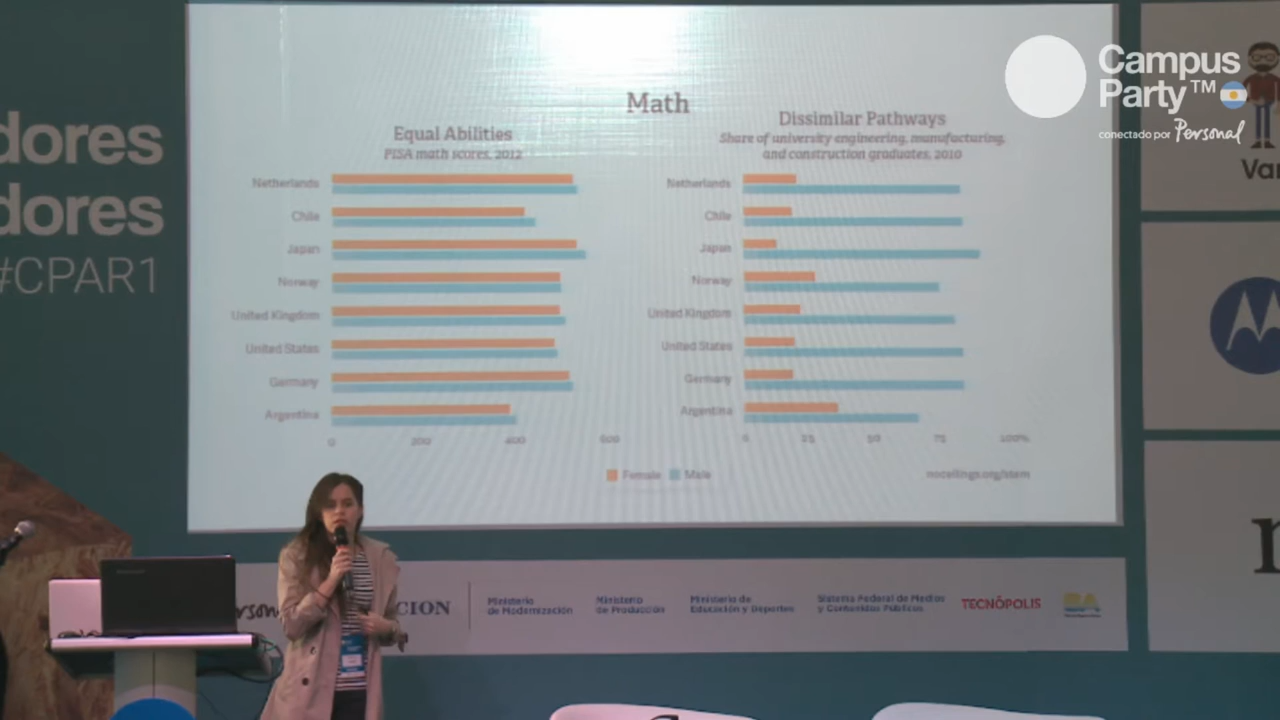 Campus
Party™
conectado por Personal
dores
dores
#CPAR1
Math
Equal Abilities
PISA math scores, 2012
Netherlands
Chile
Japan
Norway
United Kingdom
United States
Germany
Argentina
0 200 400 600
Dissimilar Pathways
Share of university engineering, manufacturing,
and construction graduates, 2010
Netherlands
Chile
Japan
Norway
United Kingdom
United States
Germany
Argentina
0 25 50 75 100%
Female Male
noceilings.org/stem
Var
CION
Ministerio
de Modernización
Ministerio
de Producción
Ministerio de
Educación y Deportes
Sistema Federal de Medios
y Contenidos Públicos
TECNÓPOLIS
BA